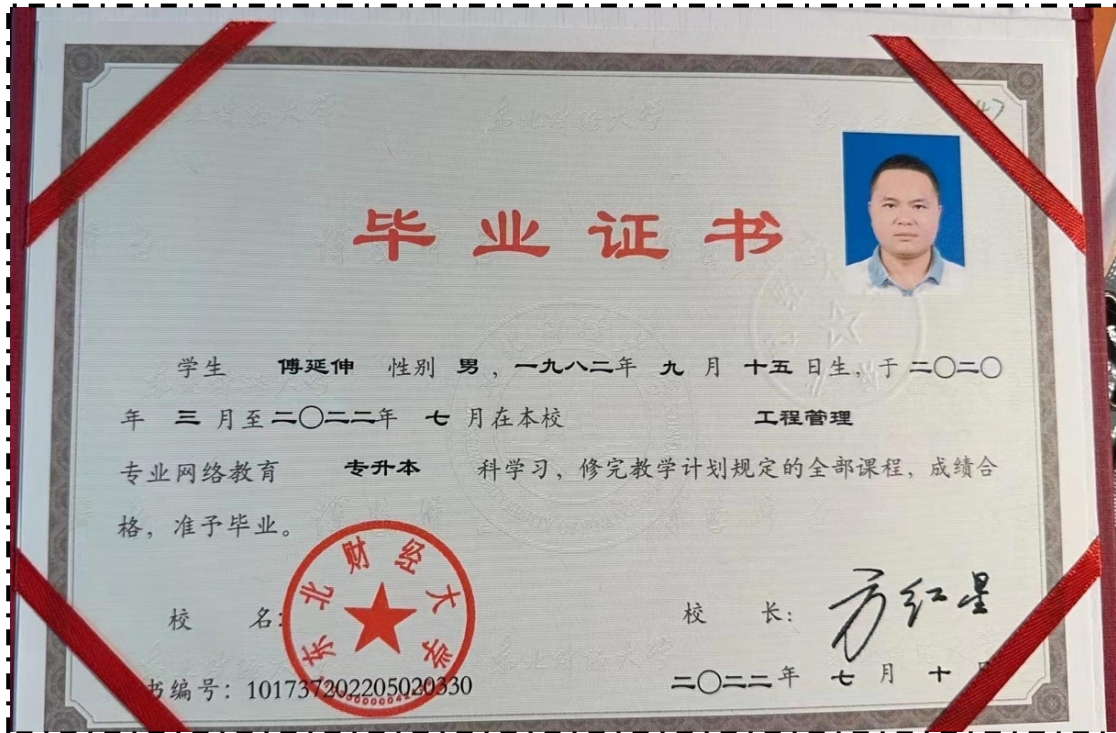 毕业证书
学生 傅延伸 性别 男，一九八二年 九 月 十五 日生，于 二〇二〇
年 三 月至 二〇二二年 七 月在本校 工程管理
专业网络教育 专升本 科学习，修完教学计划规定的全部课程，成绩合
格，准予毕业。
东北财经大学
校 名：
校 长：方红星
书编号：101737202205020330
二〇二二年 七 月 十